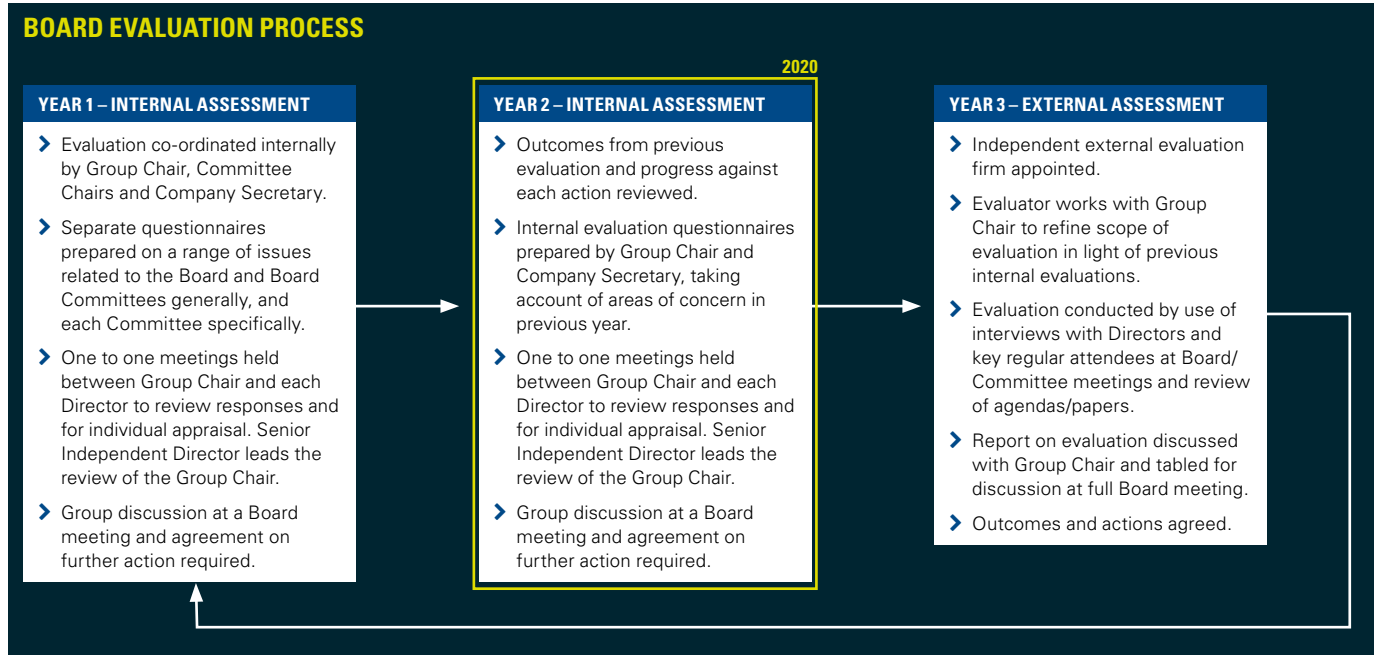 BOARD EVALUATION PROCESS
2020
YEAR 1 – INTERNAL ASSESSMENT
Evaluation co-ordinated internally
by Group Chair, Committee
Chairs and Company Secretary.
Separate questionnaires
prepared on a range of issues
related to the Board and Board
Committees generally, and
each Committee specifically.
One to one meetings held
between Group Chair and each
Director to review responses and
for individual appraisal. Senior
Independent Director leads the
review of the Group Chair.
Group discussion at a Board
meeting and agreement on
further action required.
YEAR 2 – INTERNAL ASSESSMENT
Outcomes from previous
evaluation and progress against
each action reviewed.
Internal evaluation questionnaires
prepared by Group Chair and
Company Secretary, taking
account of areas of concern in
previous year.
One to one meetings held
between Group Chair and each
Director to review responses and
for individual appraisal. Senior
Independent Director leads the
review of the Group Chair.
Group discussion at a Board
meeting and agreement on
further action required.
YEAR 3 – EXTERNAL ASSESSMENT
Independent external evaluation
firm appointed.
Evaluator works with Group
Chair to refine scope of
evaluation in light of previous
internal evaluations.
Evaluation conducted by use of
interviews with Directors and
key regular attendees at Board/
Committee meetings and review
of agendas/papers.
Report on evaluation discussed
with Group Chair and tabled for
discussion at full Board meeting.
Outcomes and actions agreed.